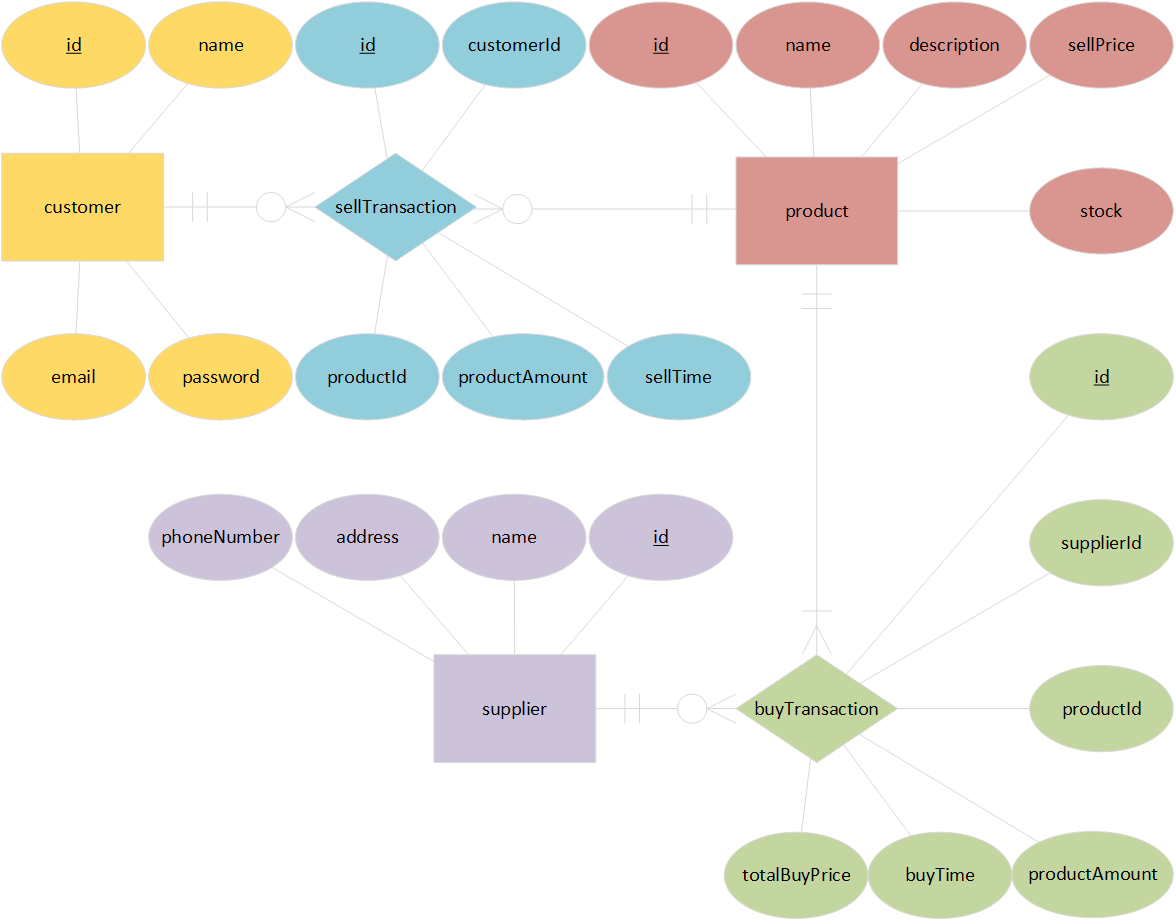 id
name
id
customerId
id
name
description
sellPrice
customer
sellTransaction
product
stock
email
password
productId
productAmount
sellTime
id
phoneNumber
address
name
id
supplierId
supplier
buyTransaction
productId
totalBuyPrice
buyTime
productAmount